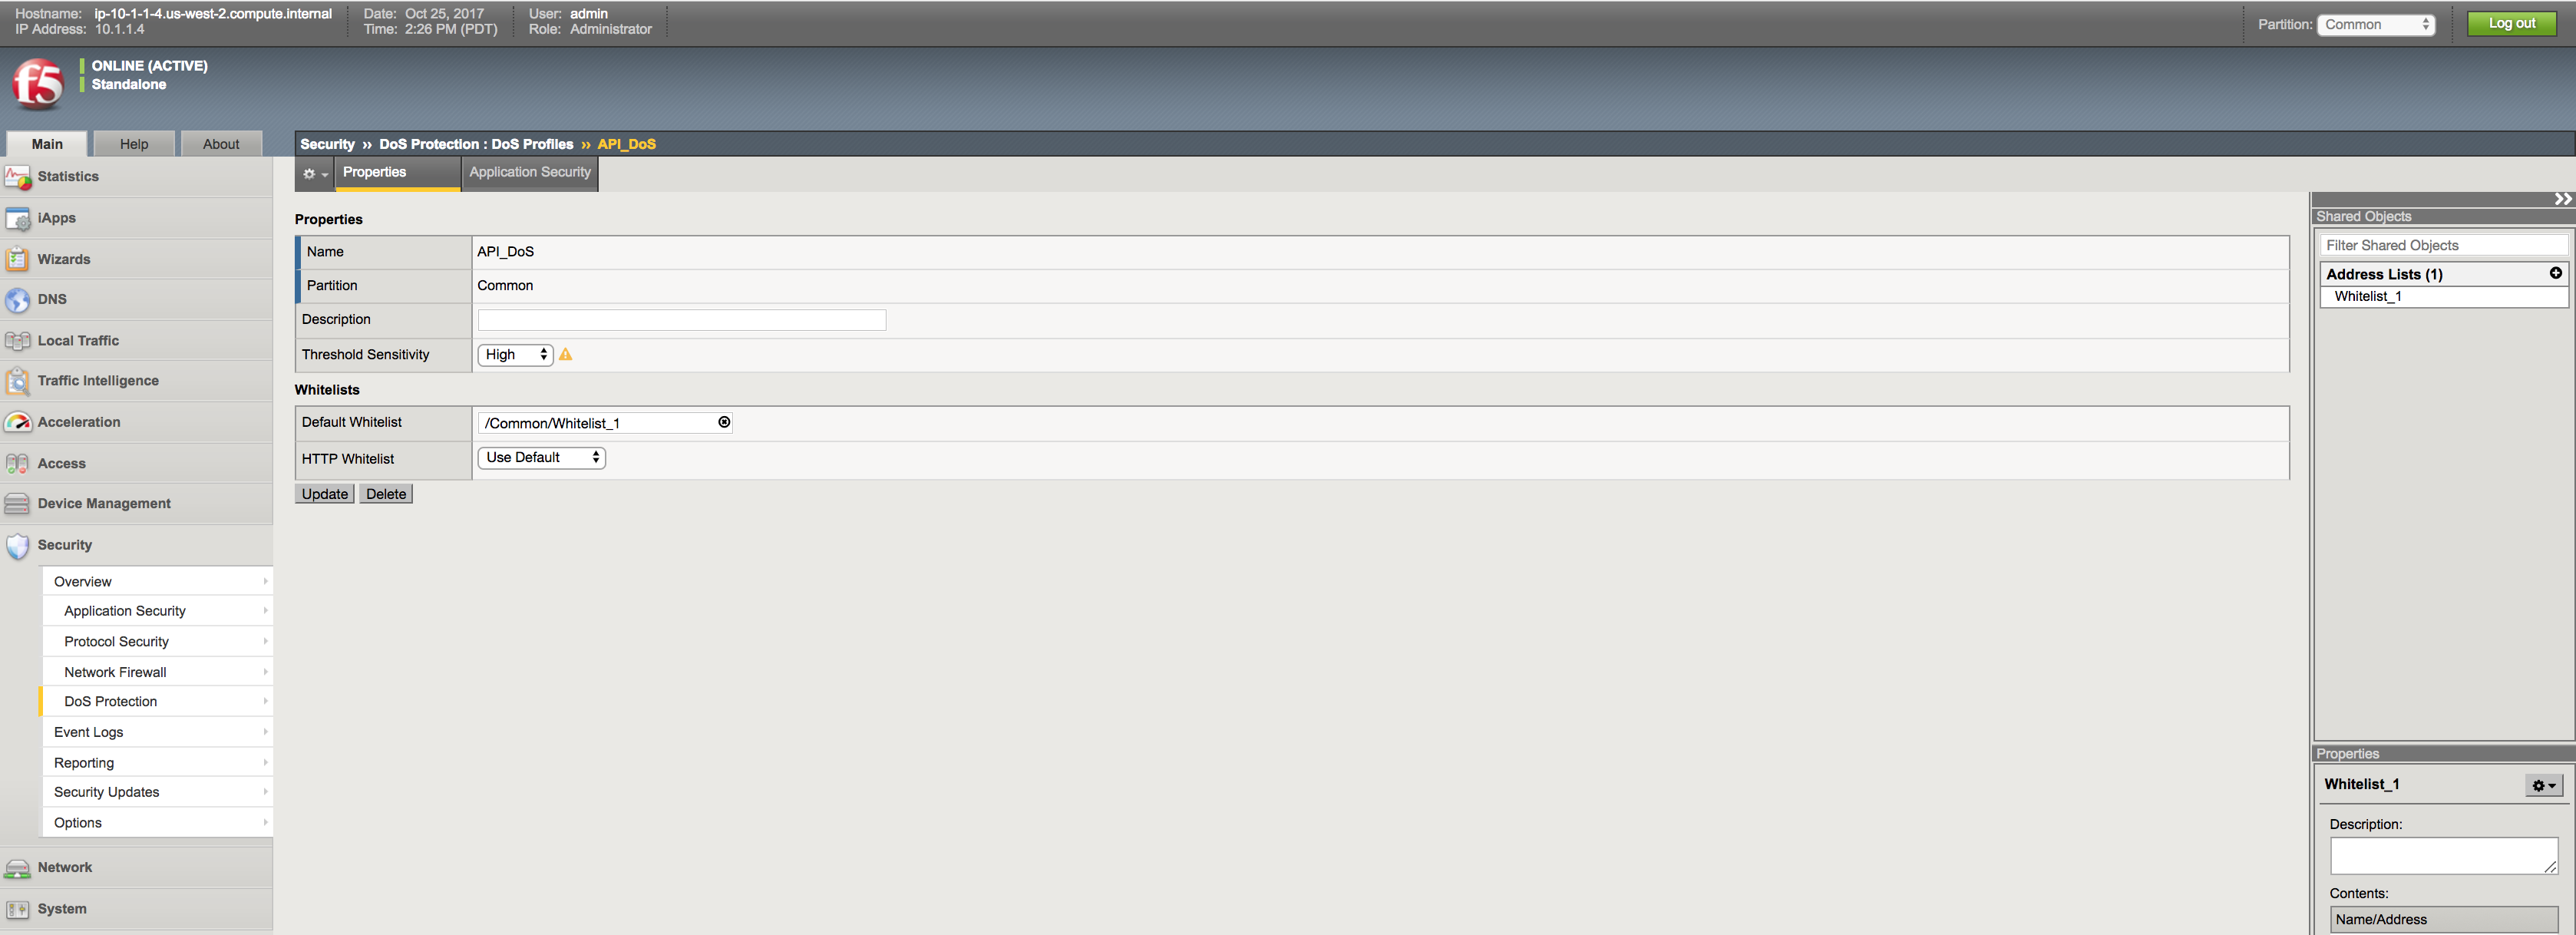 Hostname: ip-10-1-1-4.us-west-2.compute.internal
IP Address: 10.1.1.4
Date: Oct 25, 2017
Time: 2:26 PM (PDT)
User: admin
Role: Administrator
Partition: Common
Log out
f5
ONLINE (ACTIVE)
Standalone
Main
Help
About
Security ›› DoS Protection : DoS Profiles ›› API_DoS
Properties
Application Security
Statistics
iApps
Wizards
DNS
Local Traffic
Traffic Intelligence
Acceleration
Access
Device Management
Security
Overview
Application Security
Protocol Security
Network Firewall
DoS Protection
Event Logs
Reporting
Security Updates
Options
Network
System
Properties
Name API_DoS
Partition Common
Description
Threshold Sensitivity High
Whitelists
Default Whitelist /Common/Whitelist_1
HTTP Whitelist Use Default
Update Delete
Shared Objects
Filter Shared Objects
Address Lists (1)
Whitelist_1
Properties
Whitelist_1
Description:
Contents:
Name/Address